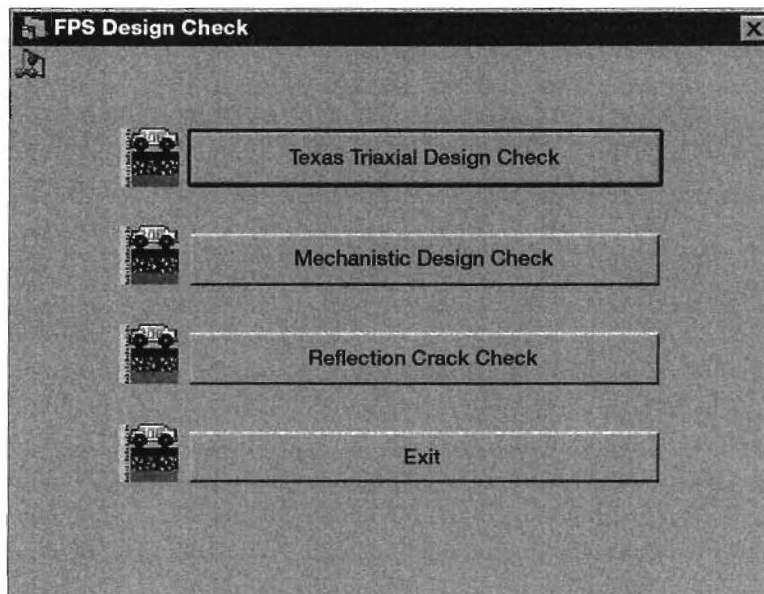 FPS Design Check
Texas Triaxial Design Check
Mechanistic Design Check
Reflection Crack Check
Exit